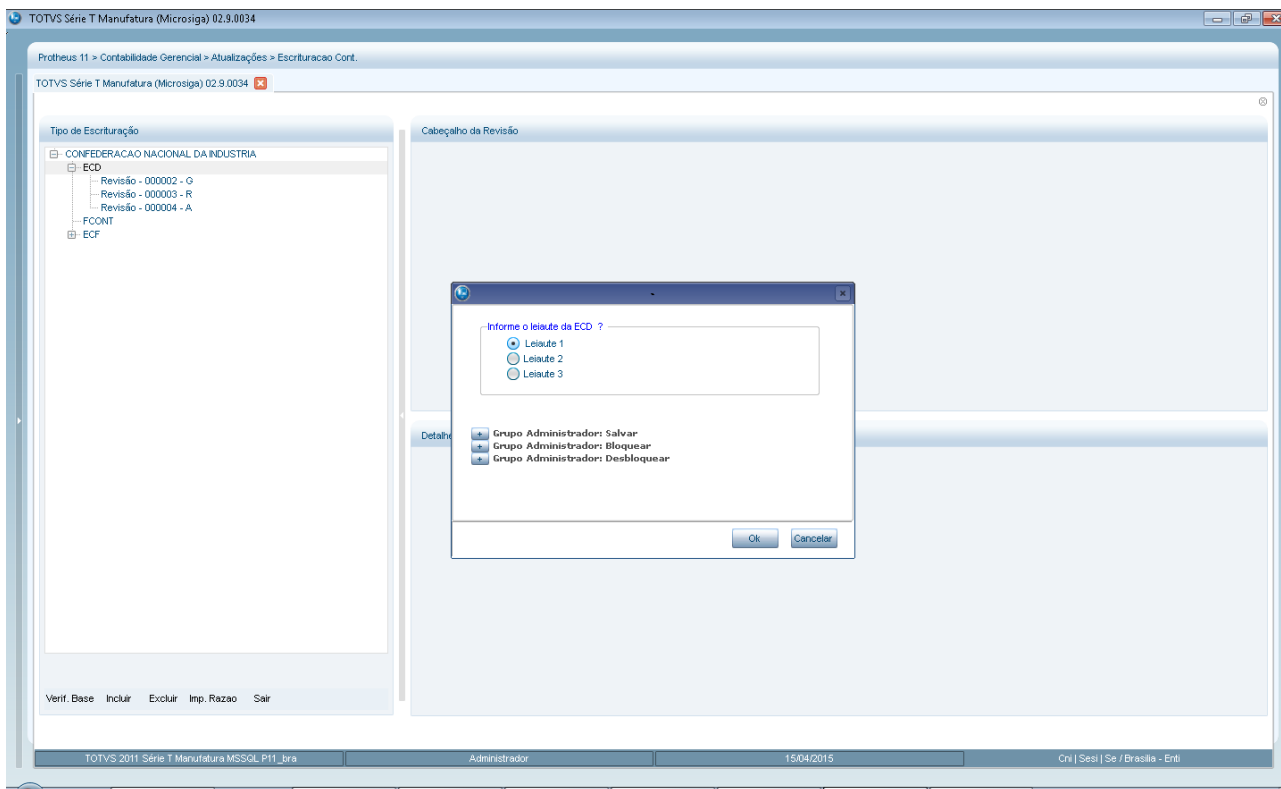 TOTVS Série T Manufatura (Microsiga) 02.9.0034
Protheus 11 > Contabilidade Gerencial > Atualizações > Escrituracao Cont.
TOTVS Série T Manufatura (Microsiga) 02.9.0034
Tipo de Escrituração
CONFEDERACAO NACIONAL DA INDUSTRIA
ECD
Revisão - 000002 - G
Revisão - 000003 - R
Revisão - 000004 - A
FCONT
ECF
Verif. Base Incluir Excluir Imp. Razao Sair
Cabeçalho da Revisão
Detalhe
Informe o leiaute da ECD ?
Leiaute 1
Leiaute 2
Leiaute 3
+ Grupo Administrador: Salvar
+ Grupo Administrador: Bloquear
+ Grupo Administrador: Desbloquear
Ok Cancelar
TOTVS 2011 Série T Manufatura MSSQL P11_bra Administrador 15/04/2015 Cni | Sesi | Se / Brasilia - Enti